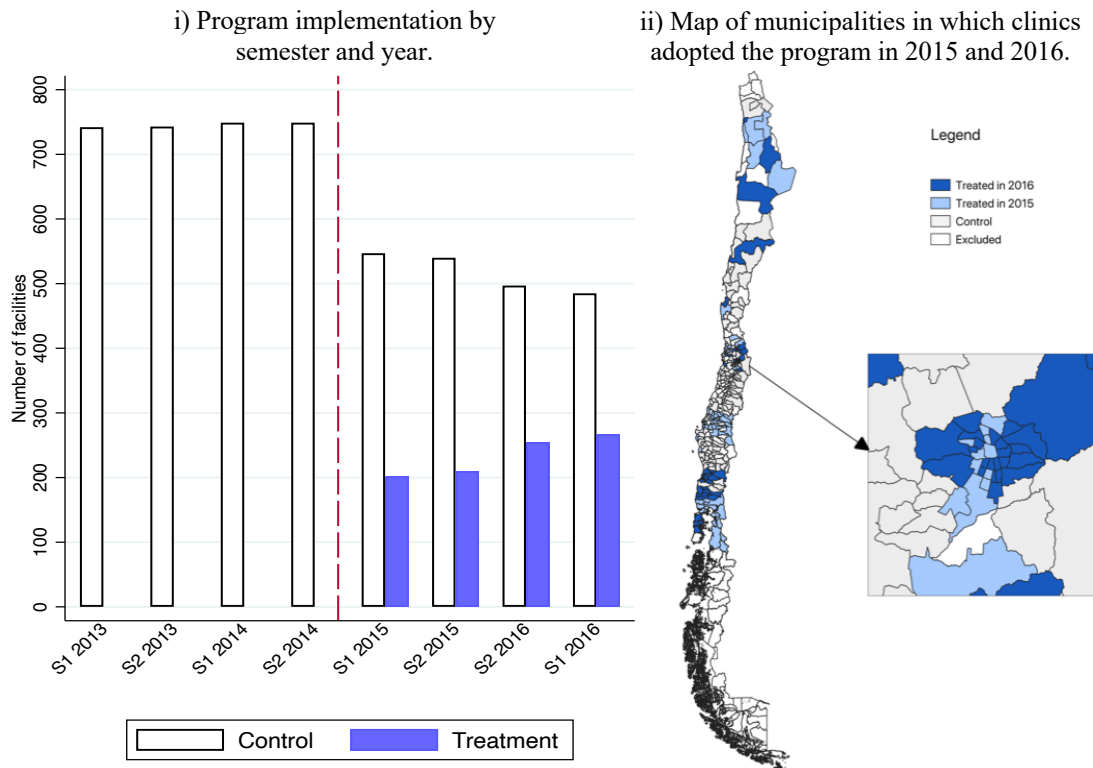 i) Program implementation by
semester and year.
800
700
600
500
400
300
200
100
0
Number of facilities
S1 2013
S2 2013
S1 2014
S2 2014
S1 2015
S2 2015
S2 2016
S1 2016
Control
Treatment
ii) Map of municipalities in which clinics
adopted the program in 2015 and 2016.
Legend
Treated in 2016
Treated in 2015
Control
Excluded